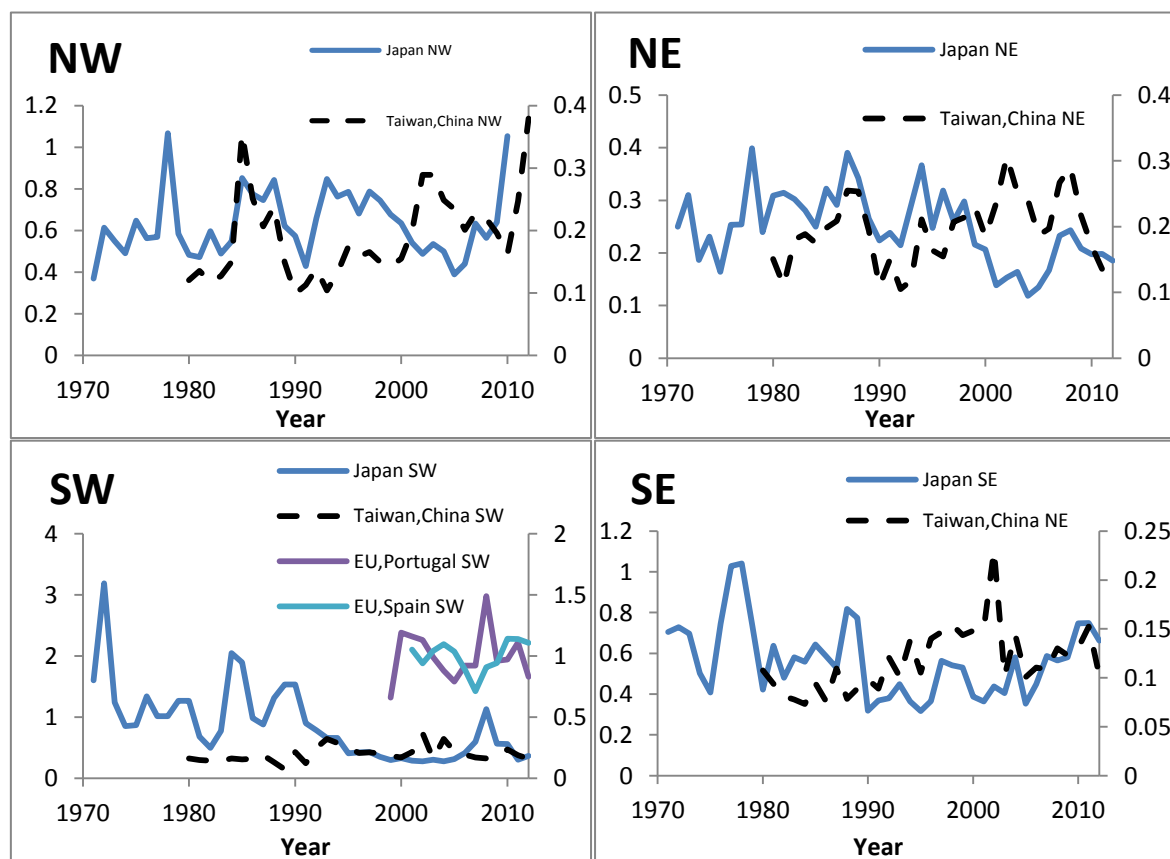 NW
Japan NW
Taiwan,China NW
1.2
1
0.8
0.6
0.4
0.2
0
0.4
0.3
0.2
0.1
0
1970 1980 1990 2000 2010
Year
NE
Japan NE
Taiwan,China NE
0.5
0.4
0.3
0.2
0.1
0
0.4
0.3
0.2
0.1
0
1970 1980 1990 2000 2010
Year
SW
Japan SW
Taiwan,China SW
EU,Portugal SW
EU,Spain SW
4
3
2
1
0
2
1.5
1
0.5
0
1970 1980 1990 2000 2010
Year
SE
Japan SE
Taiwan,China NE
1.2
1
0.8
0.6
0.4
0.2
0
0.25
0.2
0.15
0.1
0.05
0
1970 1980 1990 2000 2010
Year